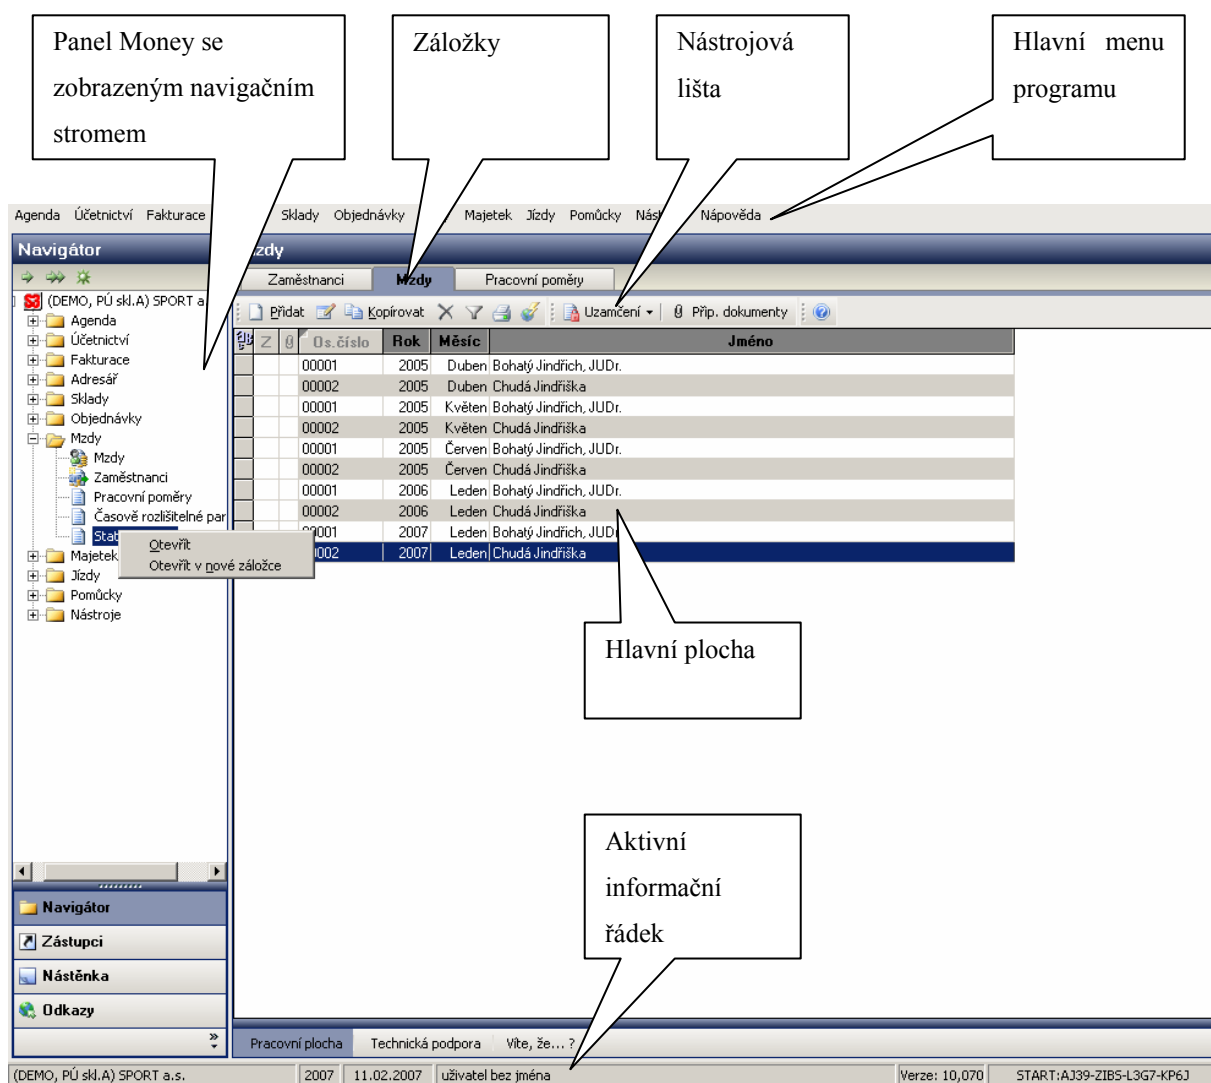 Panel Money se
zobrazeným navigačním
stromem
Záložky
Nástrojová
lišta
Hlavní menu
programu
Agenda Účetnictví Fakturace Sklady Objednávky Majetek Jízdy Pomůcky Nápověda
Navigátor
Zaměstnanci Mzdy Pracovní poměry
(DEMO, PÚ skl.A) SPORT a
Přidat Kopírovat Uzamčení Přip. dokumenty
Z Os.číslo Rok Měsíc Jméno
00001 2005 Duben Bohatý Jindřich, JUDr.
00002 2005 Duben Chudá Jindřiška
00001 2005 Květen Bohatý Jindřich, JUDr.
00002 2005 Květen Chudá Jindřiška
00001 2005 Červen Bohatý Jindřich, JUDr.
00002 2005 Červen Chudá Jindřiška
00001 2006 Leden Bohatý Jindřich, JUDr.
00002 2006 Leden Chudá Jindřiška
2007 Leden Bohatý Jindřich,
2007 Leden Chudá Jindřiška
Agenda
Účetnictví
Fakturace
Adresář
Sklady
Objednávky
Mzdy
Mzdy
Zaměstnanci
Pracovní poměry
Časově rozlišitelné par
Stat
Majetek
Jízdy
Pomůcky
Nástroje
Otevřít
Otevřít v nové záložce
Hlavní plocha
Aktivní
informační
řádek
Navigátor
Zástupci
Nástěnka
Odkazy
Pracovní plocha Technická podpora Víte, že... ?
(DEMO, PÚ skl.A) SPORT a.s. 2007 11.02.2007 uživatel bez jména Verze: 10,070 START:AJ39-ZIBS-L3G7-KP6J